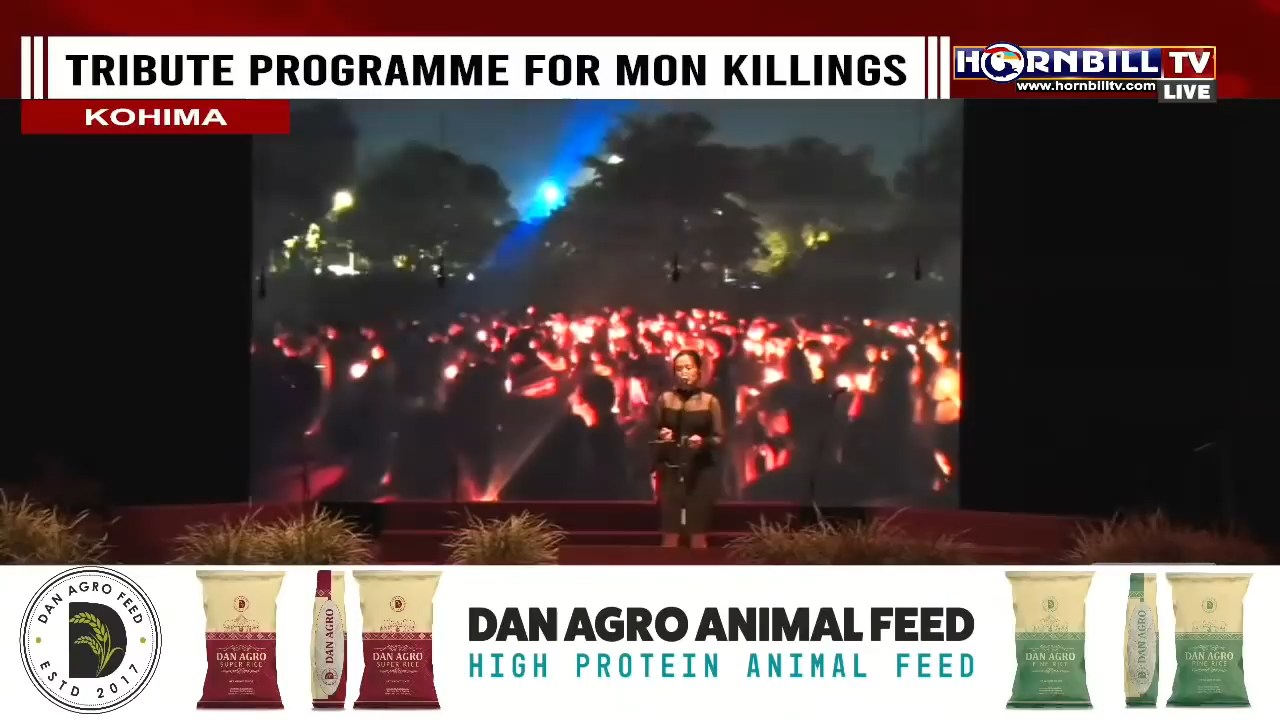 TRIBUTE PROGRAMME FOR MON KILLINGS
HORNBILL TV
www.hornbilltv.com
LIVE
KOHIMA
DAN AGRO FEED
ESTD 2017
DAN AGRO
SUPER RICE
DAN AGRO
DAN AGRO
SUPER RICE
DAN AGRO ANIMAL FEED
HIGH PROTEIN ANIMAL FEED
DAN AGRO
FINE RICE
DAN AGRO
DAN AGRO
FINE RICE